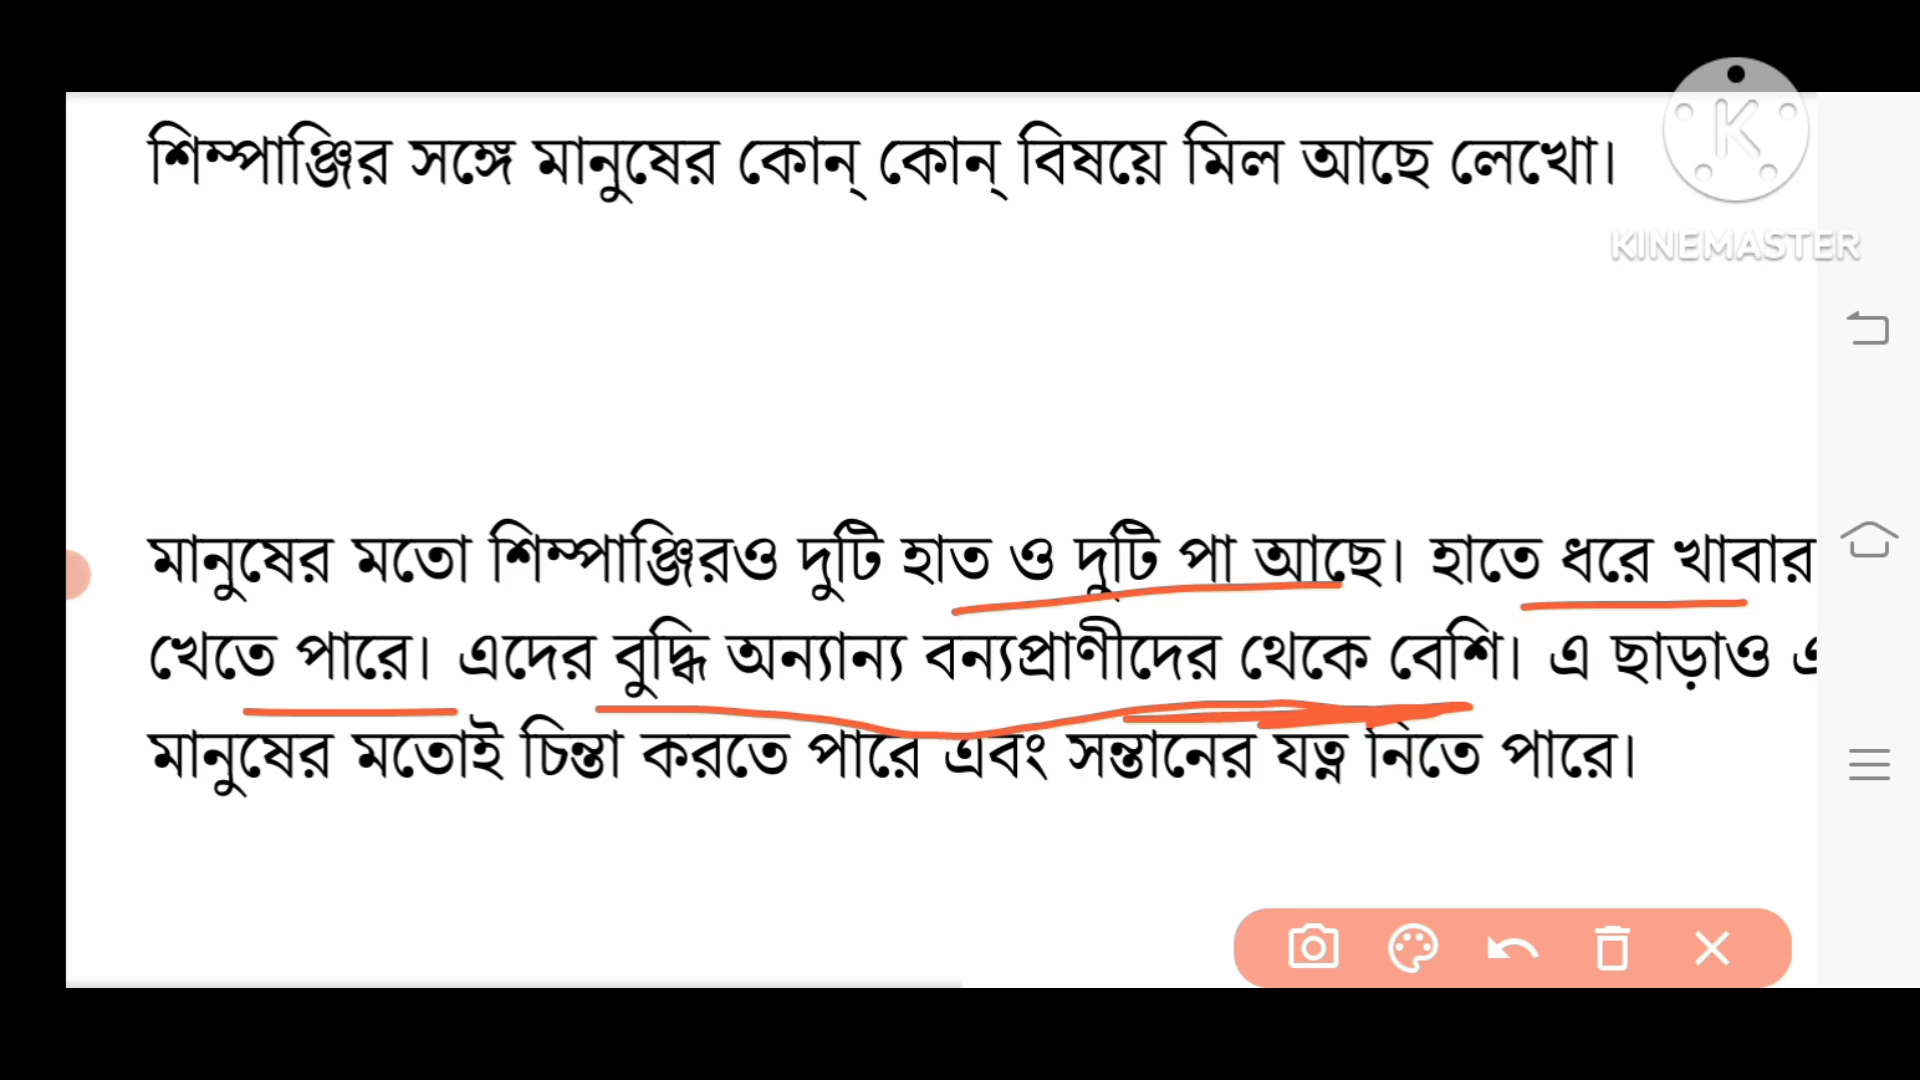 শিম্পাঞ্জির সঙ্গে মানুষের কোন্ কোন্ বিষয়ে মিল আছে লেখো।
KINEMASTER
মানুষের মতো শিম্পাঞ্জিরও দুটি হাত ও দুটি পা আছে। হাতে ধরে খাবার
খেতে পারে। এদের বুদ্ধি অন্যান্য বন্যপ্রাণীদের থেকে বেশি। এ ছাড়াও
মানুষের মতোই চিন্তা করতে পারে এবং সন্তানের যত্ন নিতে পারে।